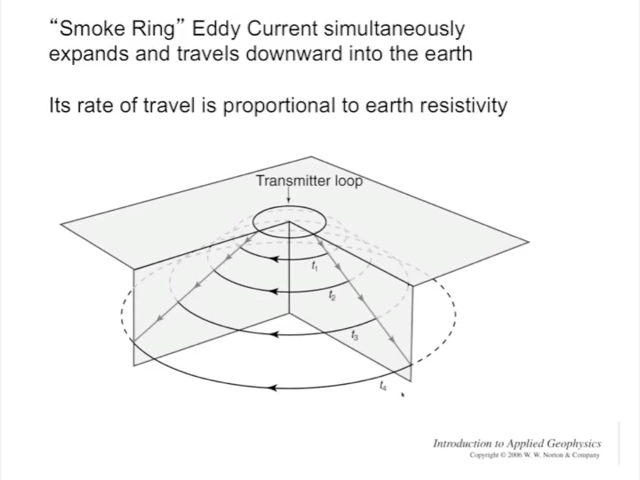 “Smoke Ring” Eddy Current simultaneously
expands and travels downward into the earth
Its rate of travel is proportional to earth resistivity
Transmitter loop
t₁
t₂
t₃
t₄
Introduction to Applied Geophysics
Copyright © 2006 W. W. Norton & Company